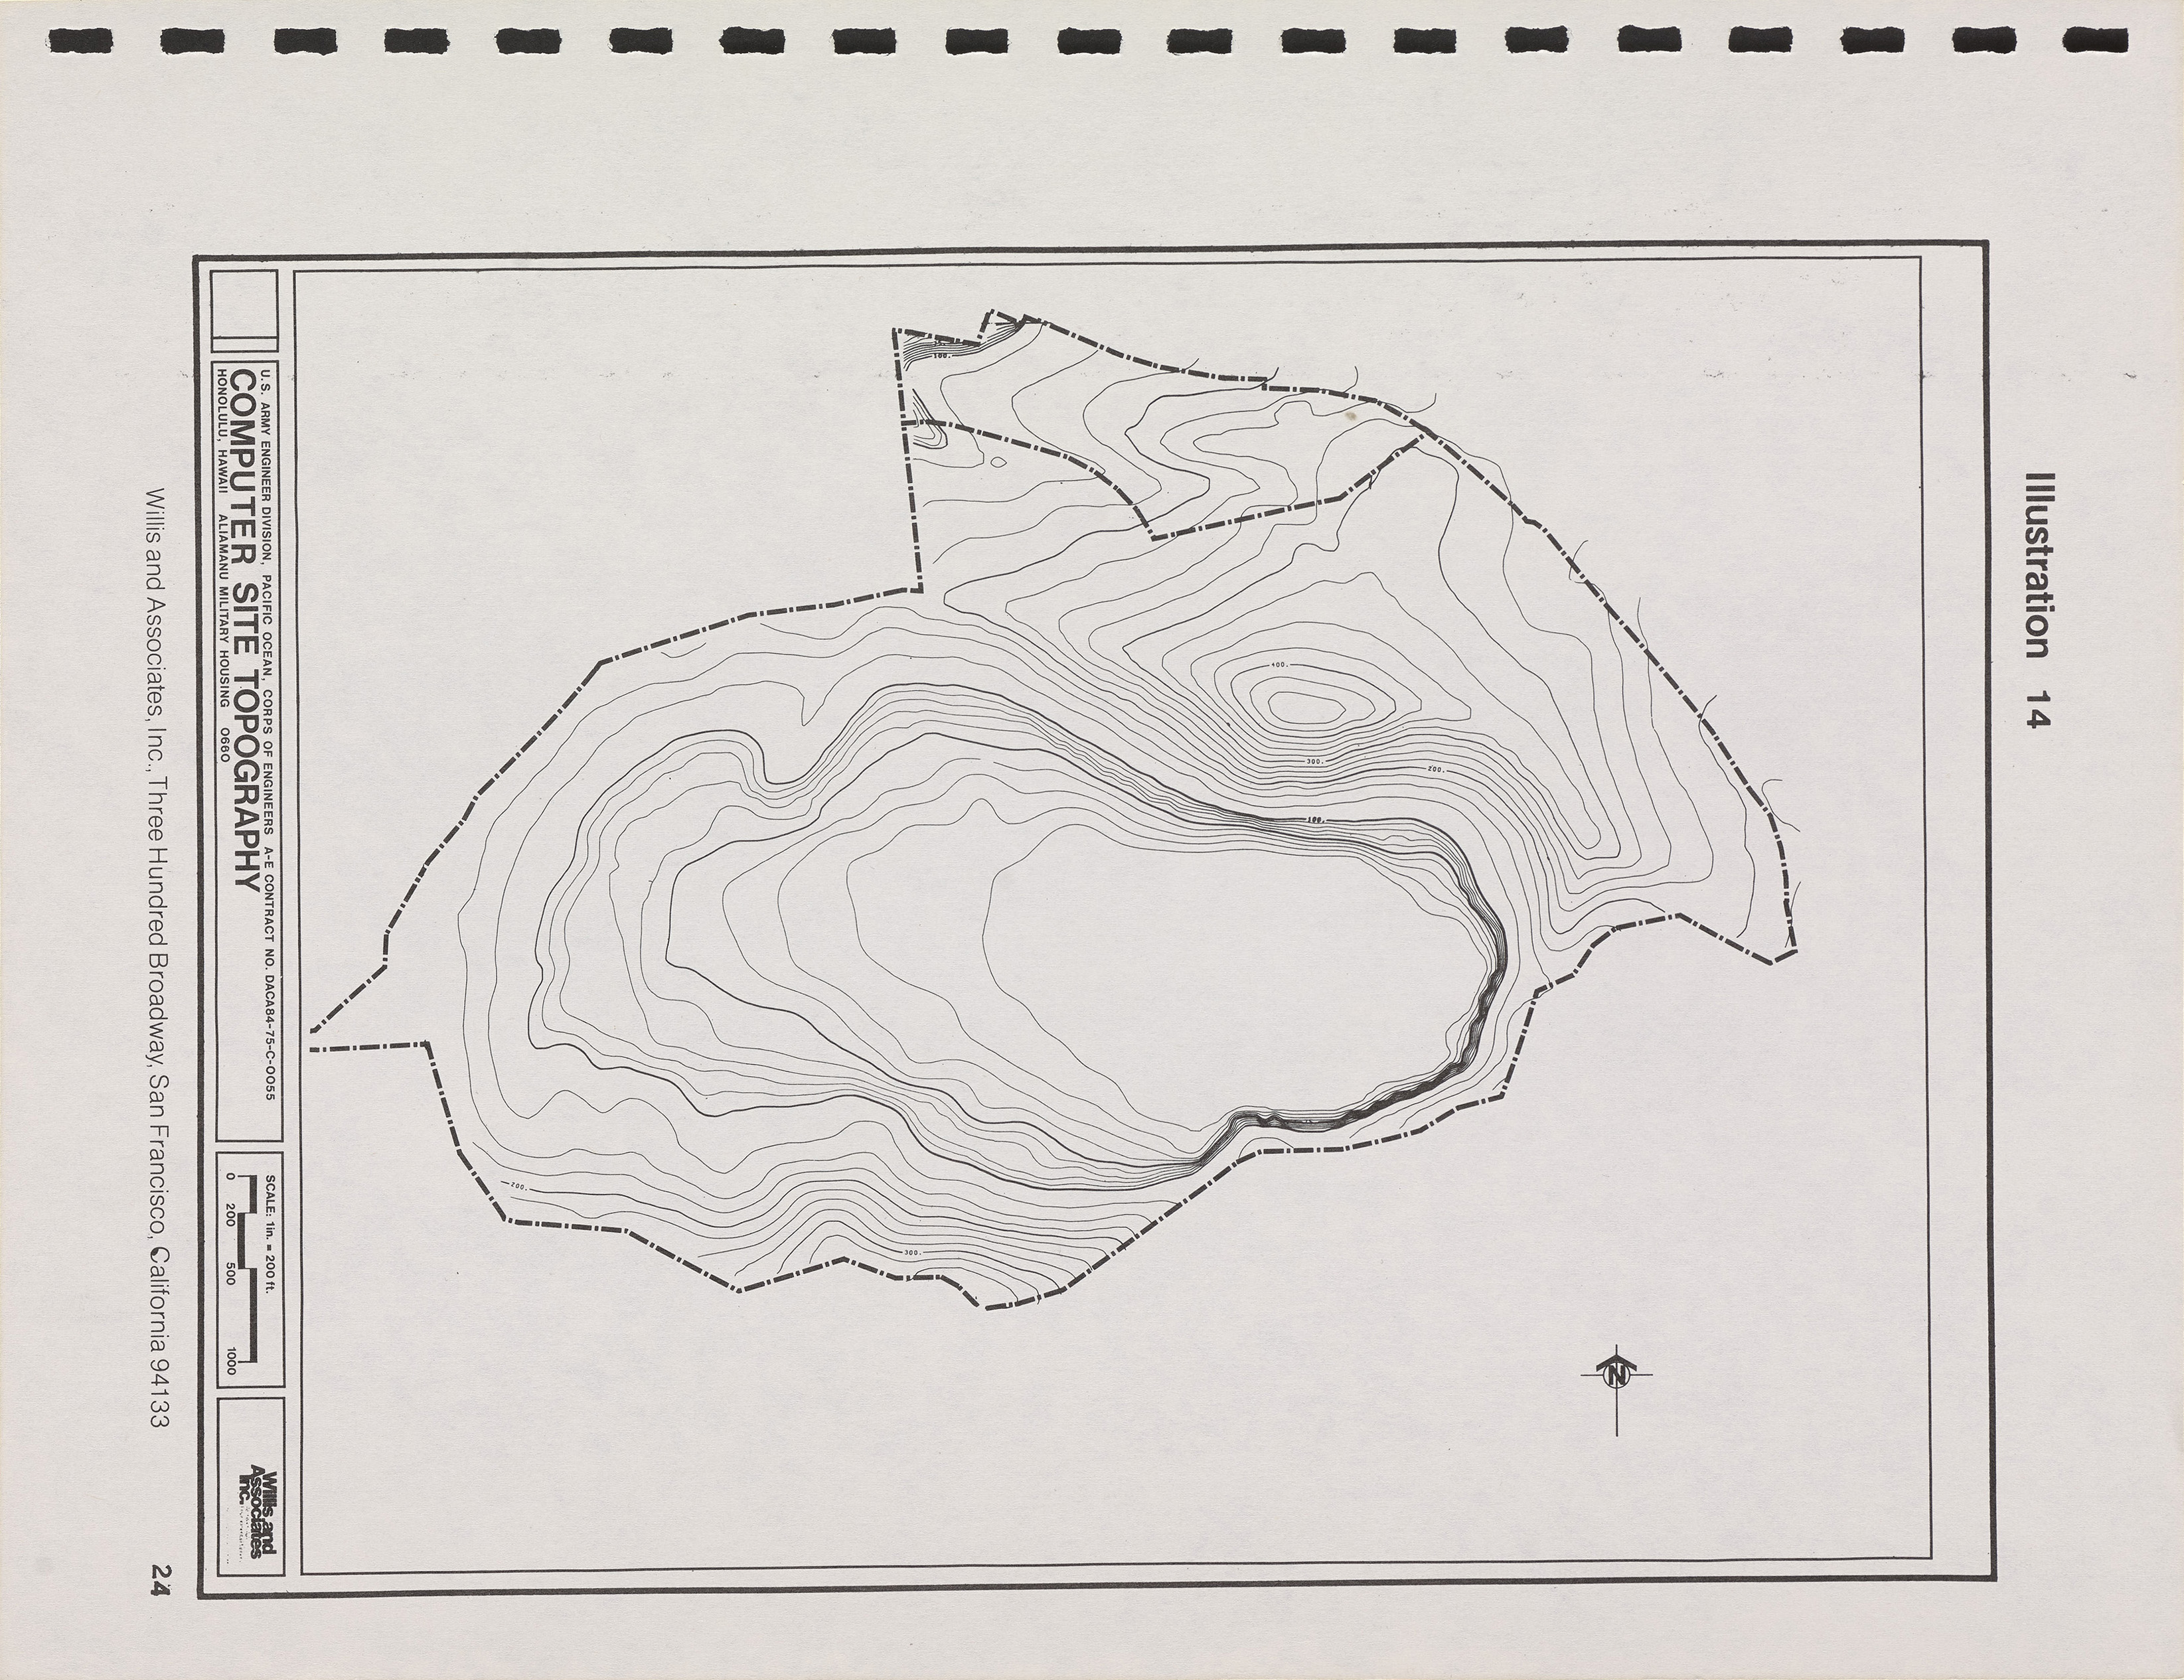 Illustration 14
N
100.
400.
300.
200.
100.
200.
300.
U.S. ARMY ENGINEER DIVISION, PACIFIC OCEAN, CORPS OF ENGINEERS A-E CONTRACT NO. DACA84-75-C-0055
COMPUTER SITE TOPOGRAPHY
HONOLULU, HAWAII ALIAMANU MILITARY HOUSING 0660
SCALE: 1in. = 200 ft.
0 200 500 1000
Willis and
Associates
Inc.
Willis and Associates, Inc., Three Hundred Broadway, San Francisco, California 94133
24